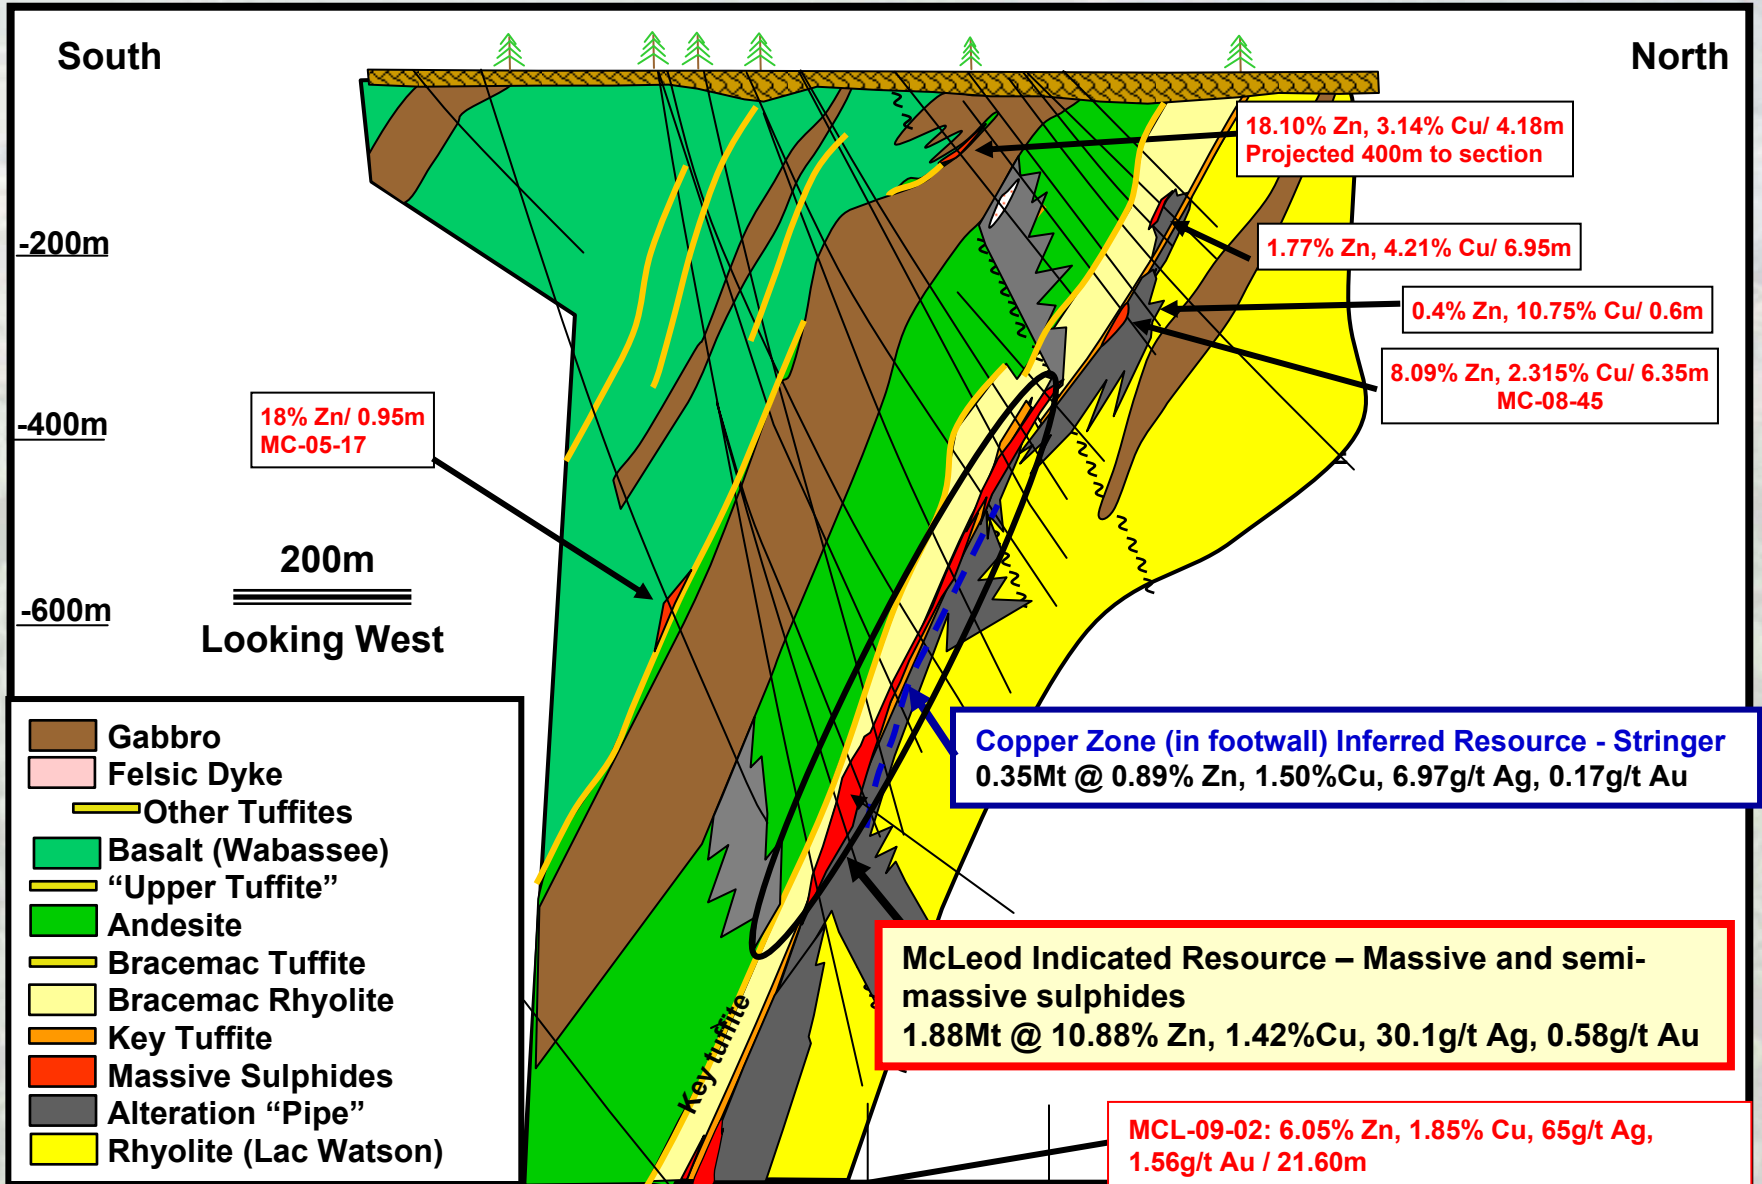 South
North
18.10% Zn, 3.14% Cu/ 4.18m
Projected 400m to section
-200m
1.77% Zn, 4.21% Cu/ 6.95m
0.4% Zn, 10.75% Cu/ 0.6m
8.09% Zn, 2.315% Cu/ 6.35m
MC-08-45
18% Zn/ 0.95m
MC-05-17
-400m
200m
-600m
Looking West
Copper Zone (in footwall) Inferred Resource - Stringer
0.35Mt @ 0.89% Zn, 1.50%Cu, 6.97g/t Ag, 0.17g/t Au
Gabbro
Felsic Dyke
Other Tuffites
Basalt (Wabassee)
“Upper Tuffite”
Andesite
Bracemac Tuffite
Bracemac Rhyolite
Key Tuffite
Massive Sulphides
Alteration “Pipe”
Rhyolite (Lac Watson)
McLeod Indicated Resource – Massive and semi-
massive sulphides
1.88Mt @ 10.88% Zn, 1.42%Cu, 30.1g/t Ag, 0.58g/t Au
Key tuffite
MCL-09-02: 6.05% Zn, 1.85% Cu, 65g/t Ag,
1.56g/t Au / 21.60m